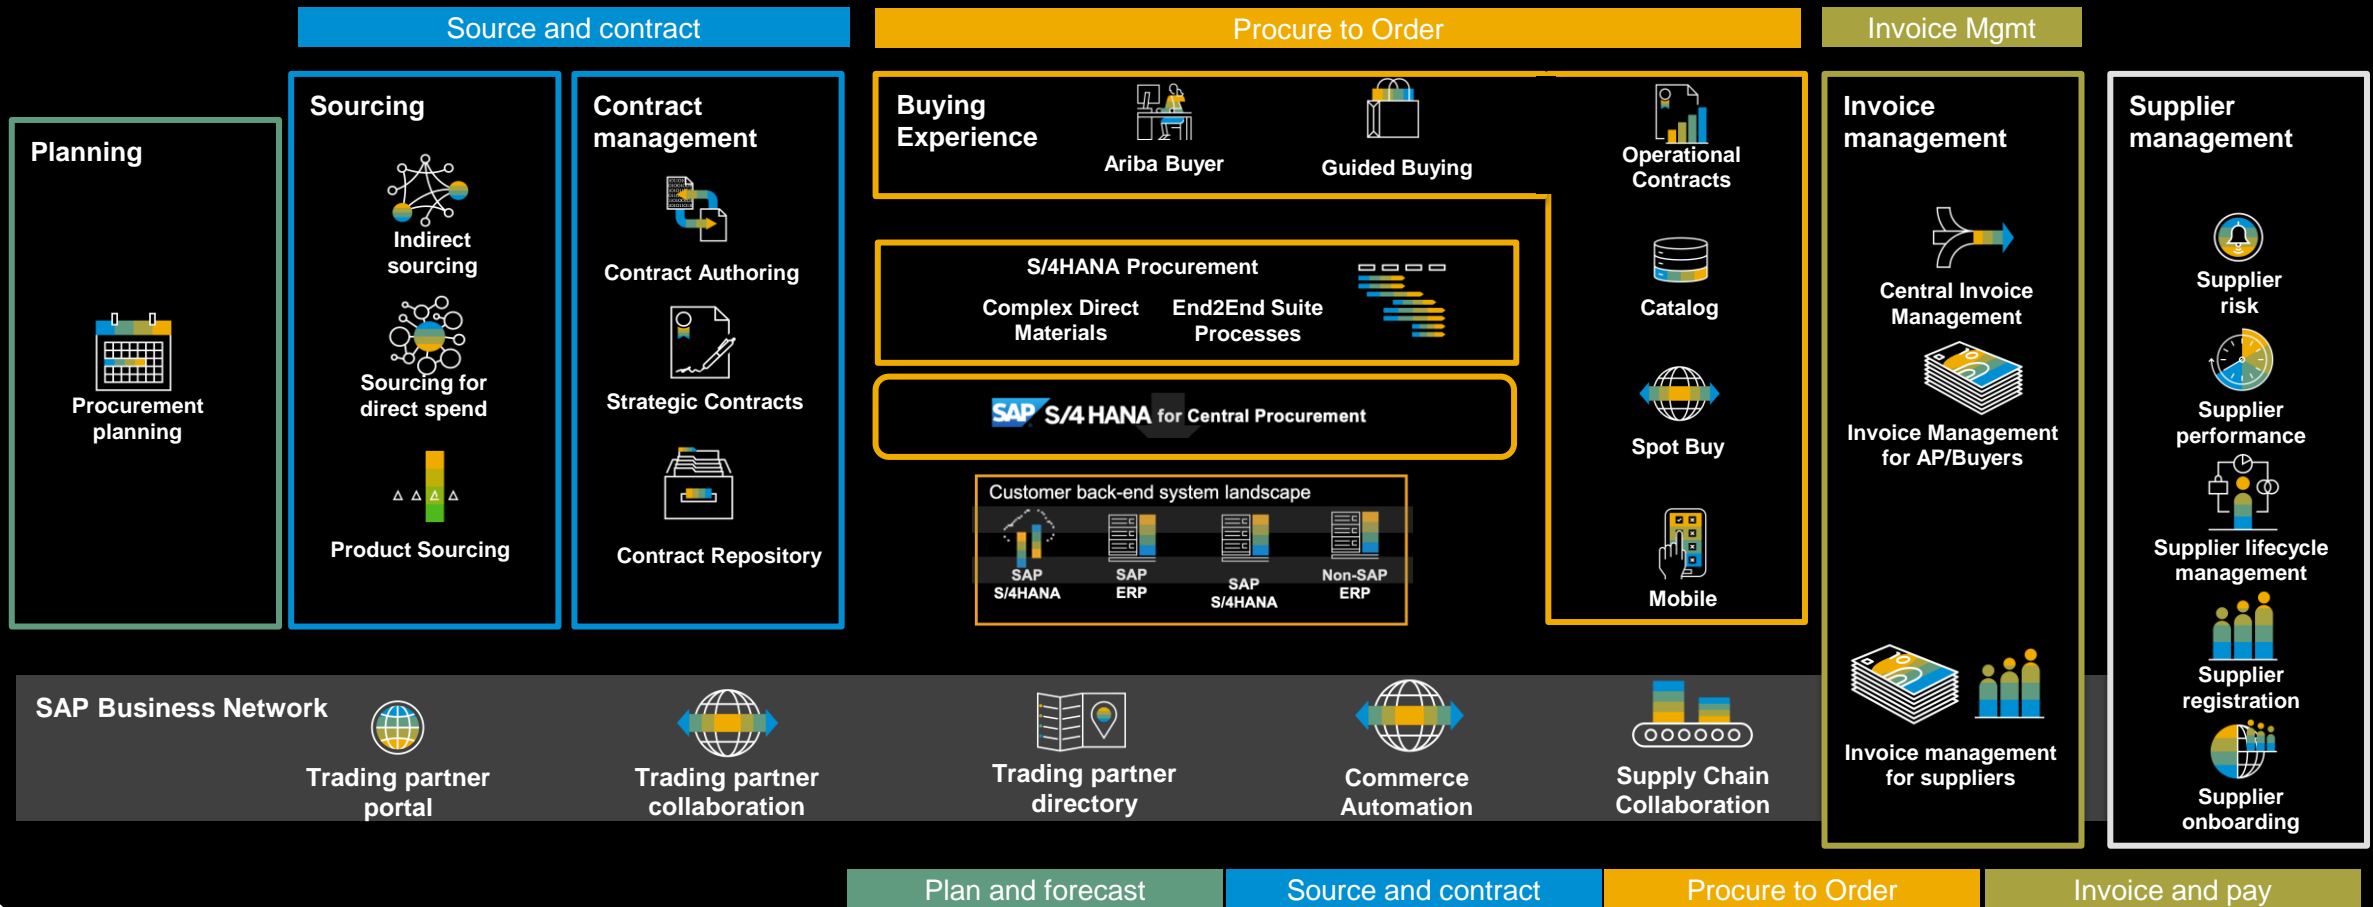 Source and contract
Procure to Order
Invoice Mgmt
Planning
Procurement
planning
Sourcing
Indirect
sourcing
Sourcing for
direct spend
Product Sourcing
Contract
management
Contract Authoring
Strategic Contracts
Contract Repository
Buying
Experience
Ariba Buyer
Guided Buying
Operational
Contracts
Catalog
Spot Buy
Mobile
S/4HANA Procurement
Complex Direct
Materials
End2End Suite
Processes
SAP S/4HANA for Central Procurement
Customer back-end system landscape
SAP
S/4HANA
SAP
ERP
SAP
S/4HANA
Non-SAP
ERP
Invoice
management
Central Invoice
Management
Invoice Management
for AP/Buyers
Invoice management
for suppliers
Supplier
management
Supplier
risk
Supplier
performance
Supplier lifecycle
management
Supplier
registration
Supplier
onboarding
SAP Business Network
Trading partner
portal
Trading partner
collaboration
Trading partner
directory
Commerce
Automation
Supply Chain
Collaboration
Plan and forecast
Source and contract
Procure to Order
Invoice and pay